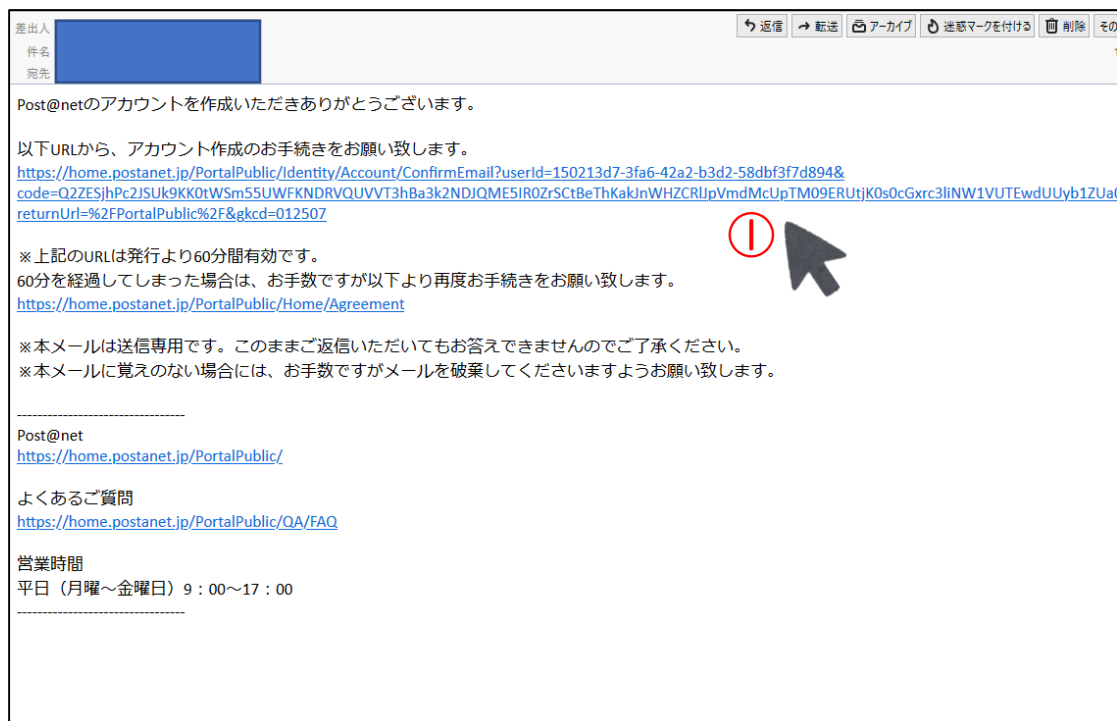 差出人
返信 転送 アーカイブ 迷惑マークを付ける 削除
件名
宛先
Post@netのアカウントを作成いただきありがとうございます。
以下URLから、アカウント作成のお手続きをお願い致します。
https://home.postanet.jp/PortalPublic/Identity/Account/ConfirmEmail?userId=150213d7-3fa6-42a2-b3d2-58dbf3f7d894&
returnUrl=%2FPortalPublic%2F&gkcd=012507
①
※上記のURLは発行より60分間有効です。
60分を経過してしまった場合は、お手数ですが以下より再度お手続きをお願い致します。
https://home.postanet.jp/PortalPublic/Home/Agreement
※本メールは送信専用です。このままご返信いただいてもお答えできませんのでご了承ください。
※本メールに覚えのない場合には、お手数ですがメールを破棄してくださいますようお願い致します。
---------------------------------
Post@net
https://home.postanet.jp/PortalPublic/
よくあるご質問
https://home.postanet.jp/PortalPublic/QA/FAQ
営業時間
平日（月曜～金曜日）9：00～17：00
---------------------------------